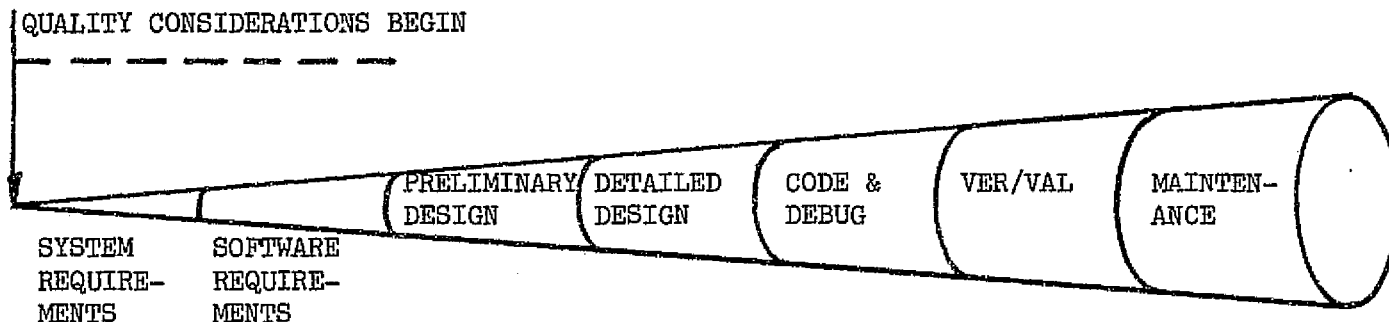 QUALITY CONSIDERATIONS BEGIN
SYSTEM
REQUIRE-
MENTS
SOFTWARE
REQUIRE-
MENTS
PRELIMINARY
DESIGN
DETAILED
DESIGN
CODE &
DEBUG
VER/VAL
MAINTEN-
ANCE